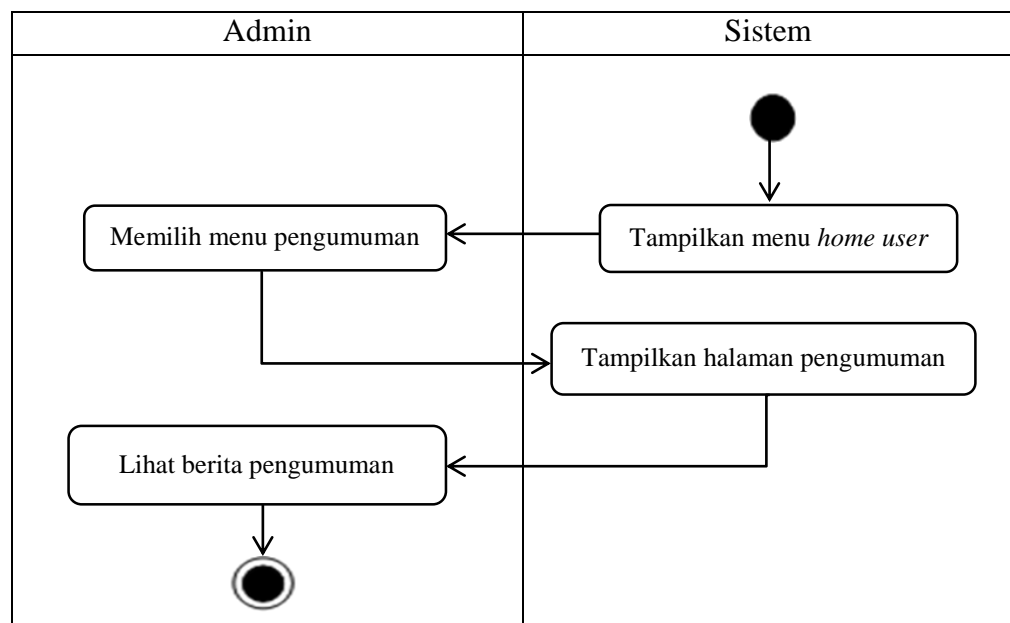 Admin
Sistem
Memilih menu pengumuman
Tampilkan menu home user
Tampilkan halaman pengumuman
Lihat berita pengumuman